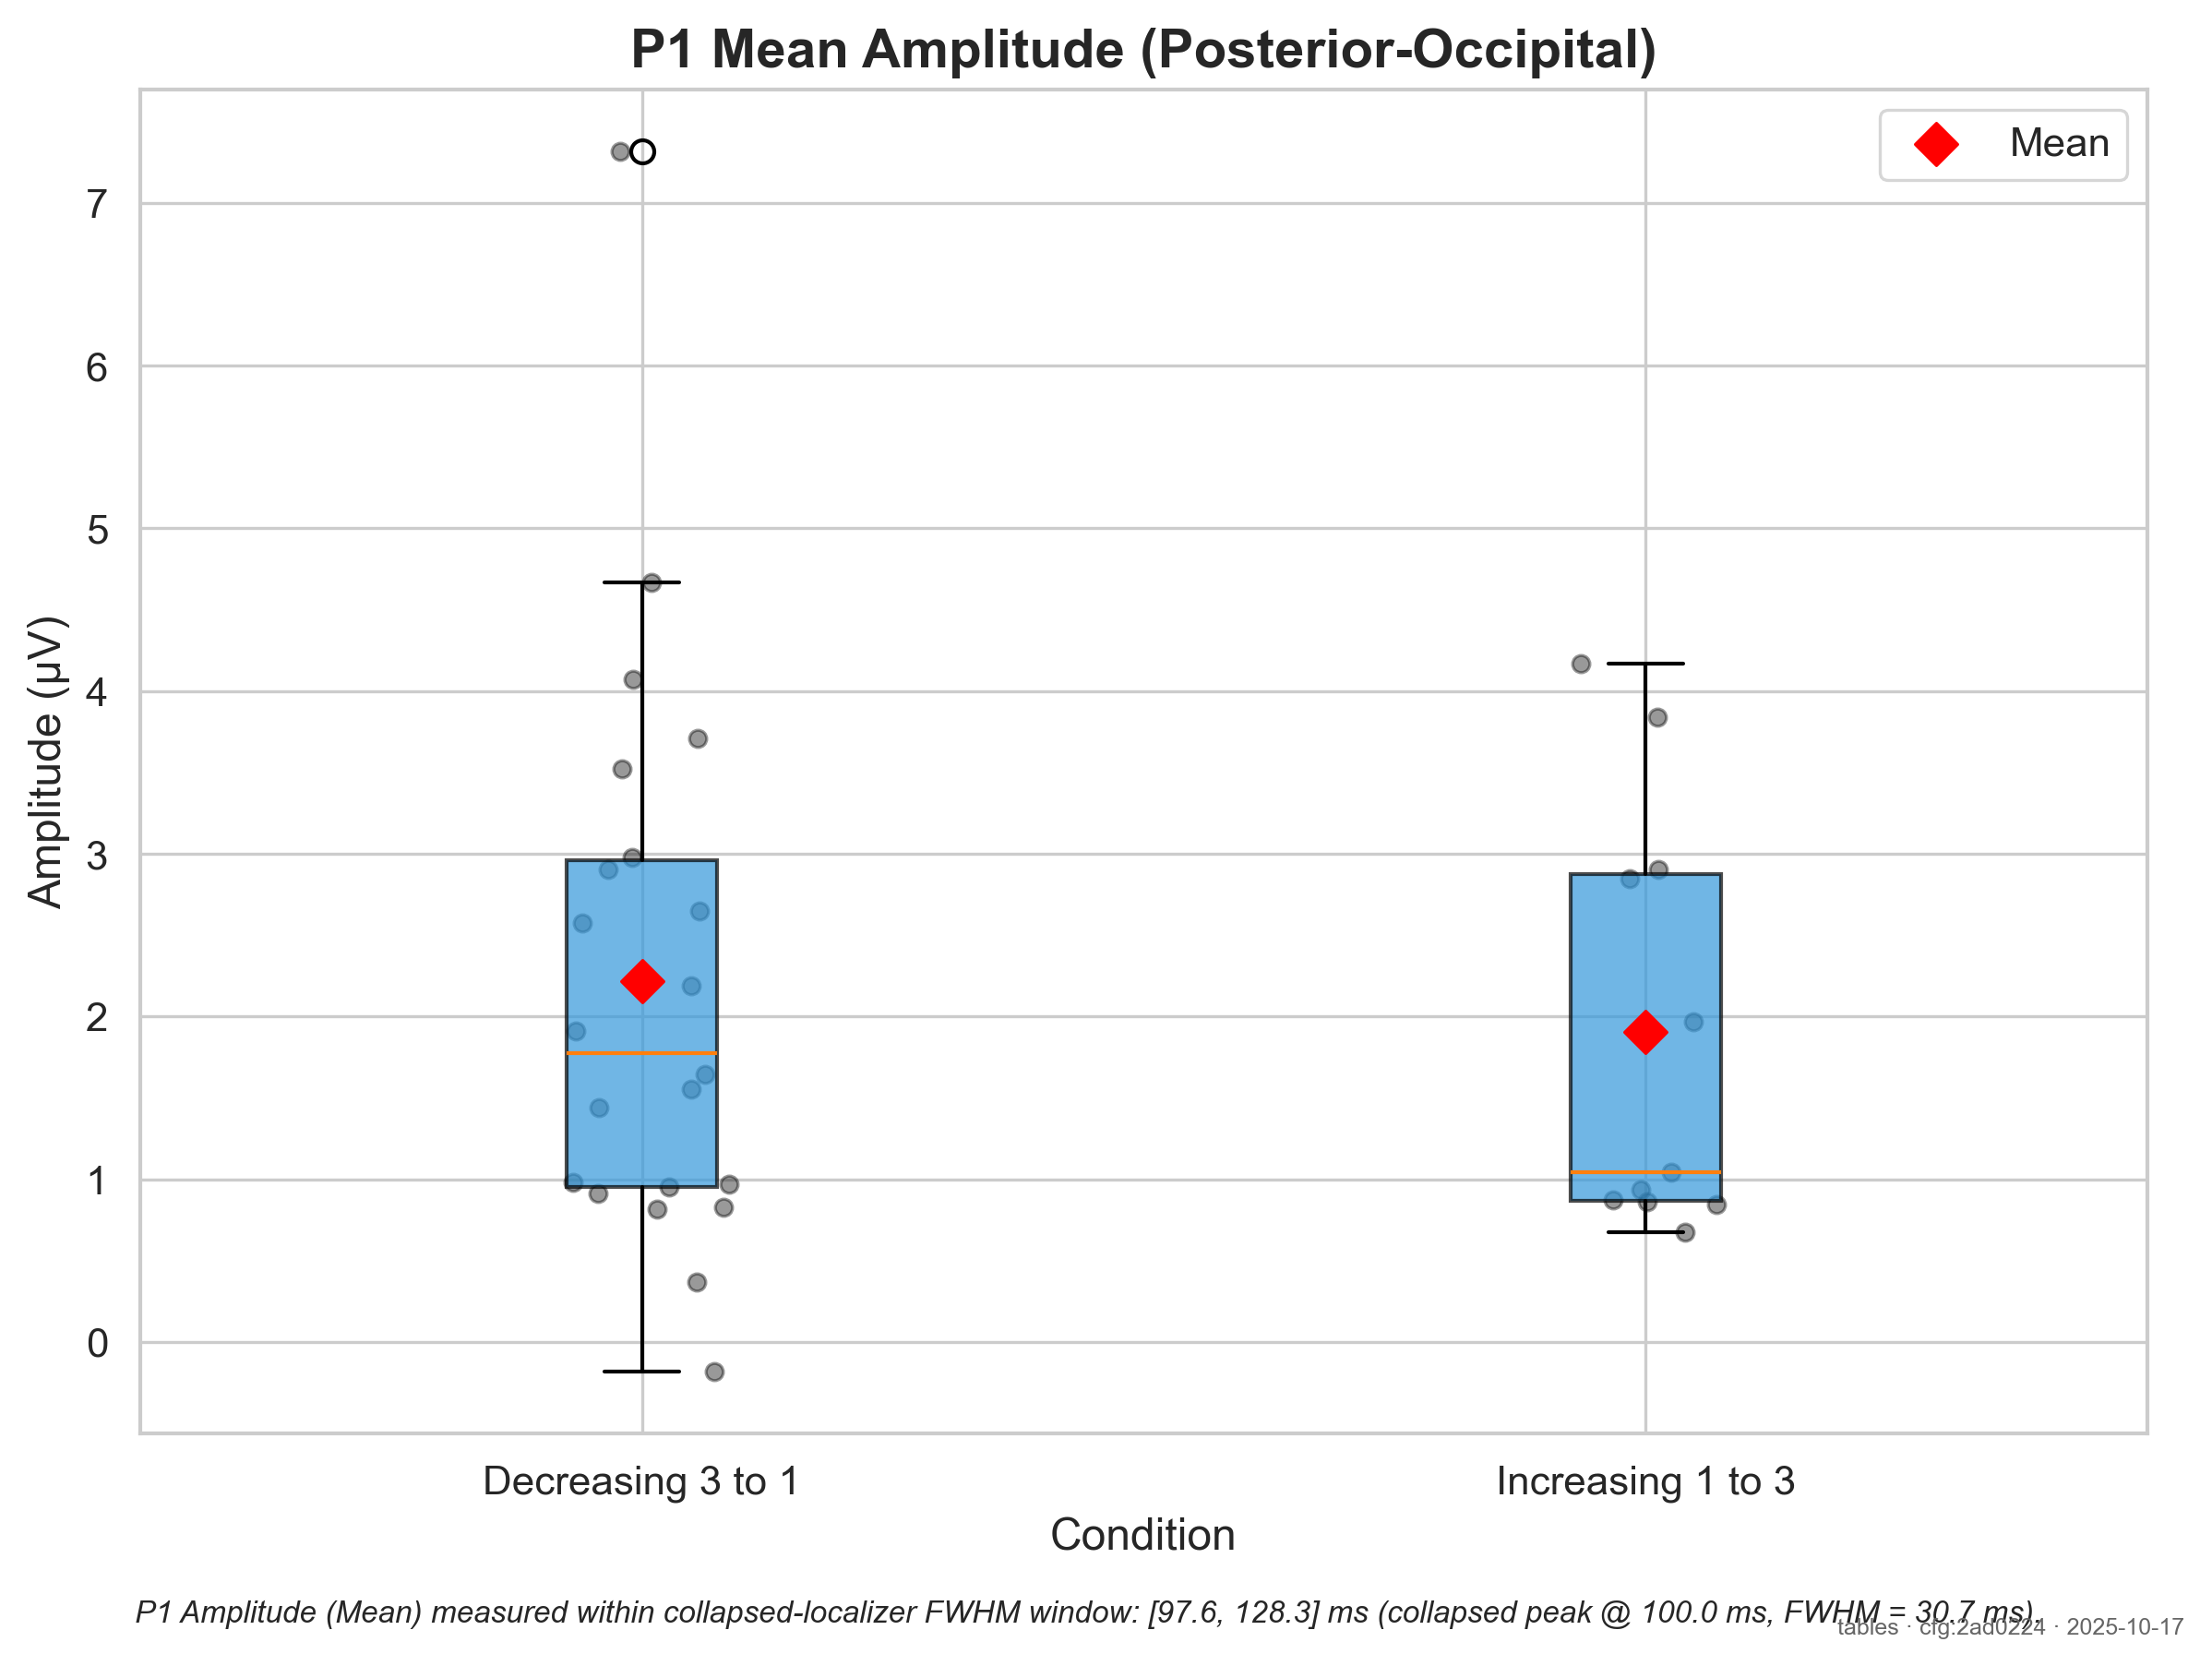 P1 Mean Amplitude (Posterior-Occipital)
Mean
7
6
5
4
3
2
1
0
Amplitude (µV)
Decreasing 3 to 1
Increasing 1 to 3
Condition
P1 Amplitude (Mean) measured within collapsed-localizer FWHM window: [97.6, 128.3] ms (collapsed peak @ 100.0 ms, FWHM = 30.7 ms).
tables · cfg:2ad0224 · 2025-10-17